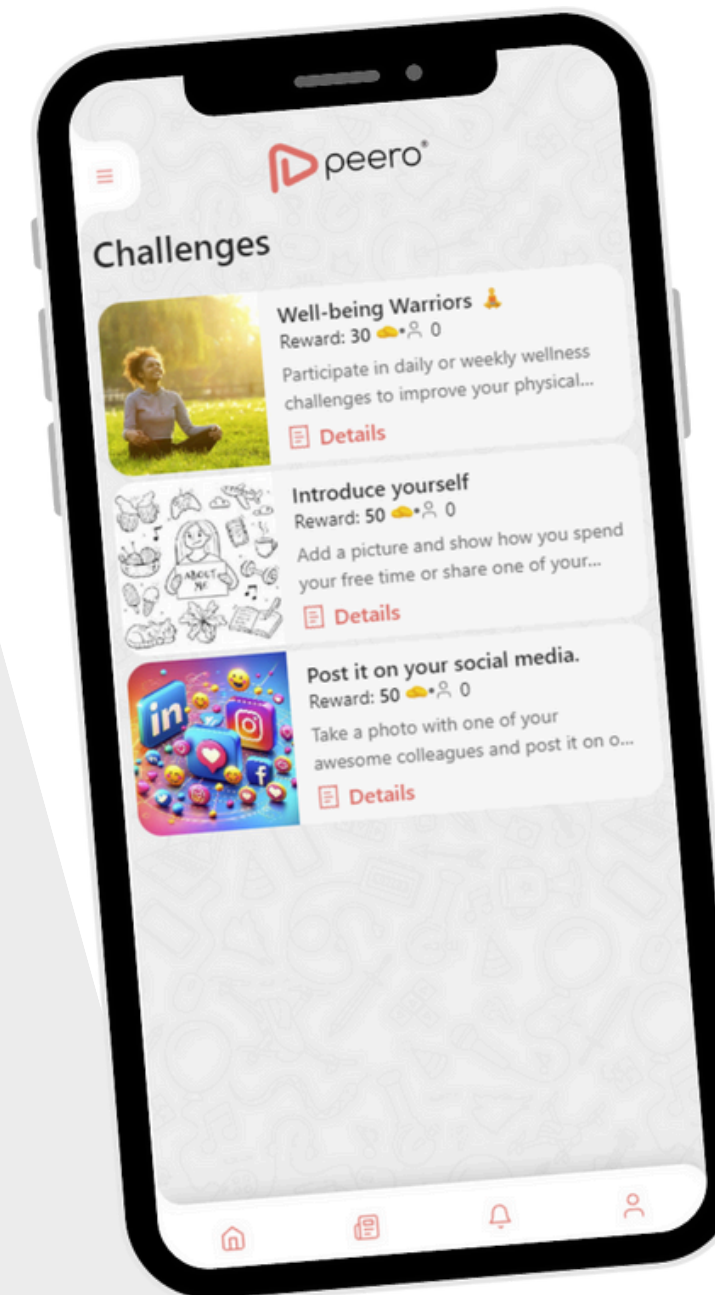 peero®
Challenges
Well-being Warriors 🧘
Reward: 30 • 0
Participate in daily or weekly wellness
challenges to improve your physical...
Details
Introduce yourself
Reward: 50 • 0
ABOUT
ME
Add a picture and show how you spend
your free time or share one of your...
Details
in
f
Post it on your social media.
Reward: 50 • 0
Take a photo with one of your
awesome colleagues and post it on o...
Details